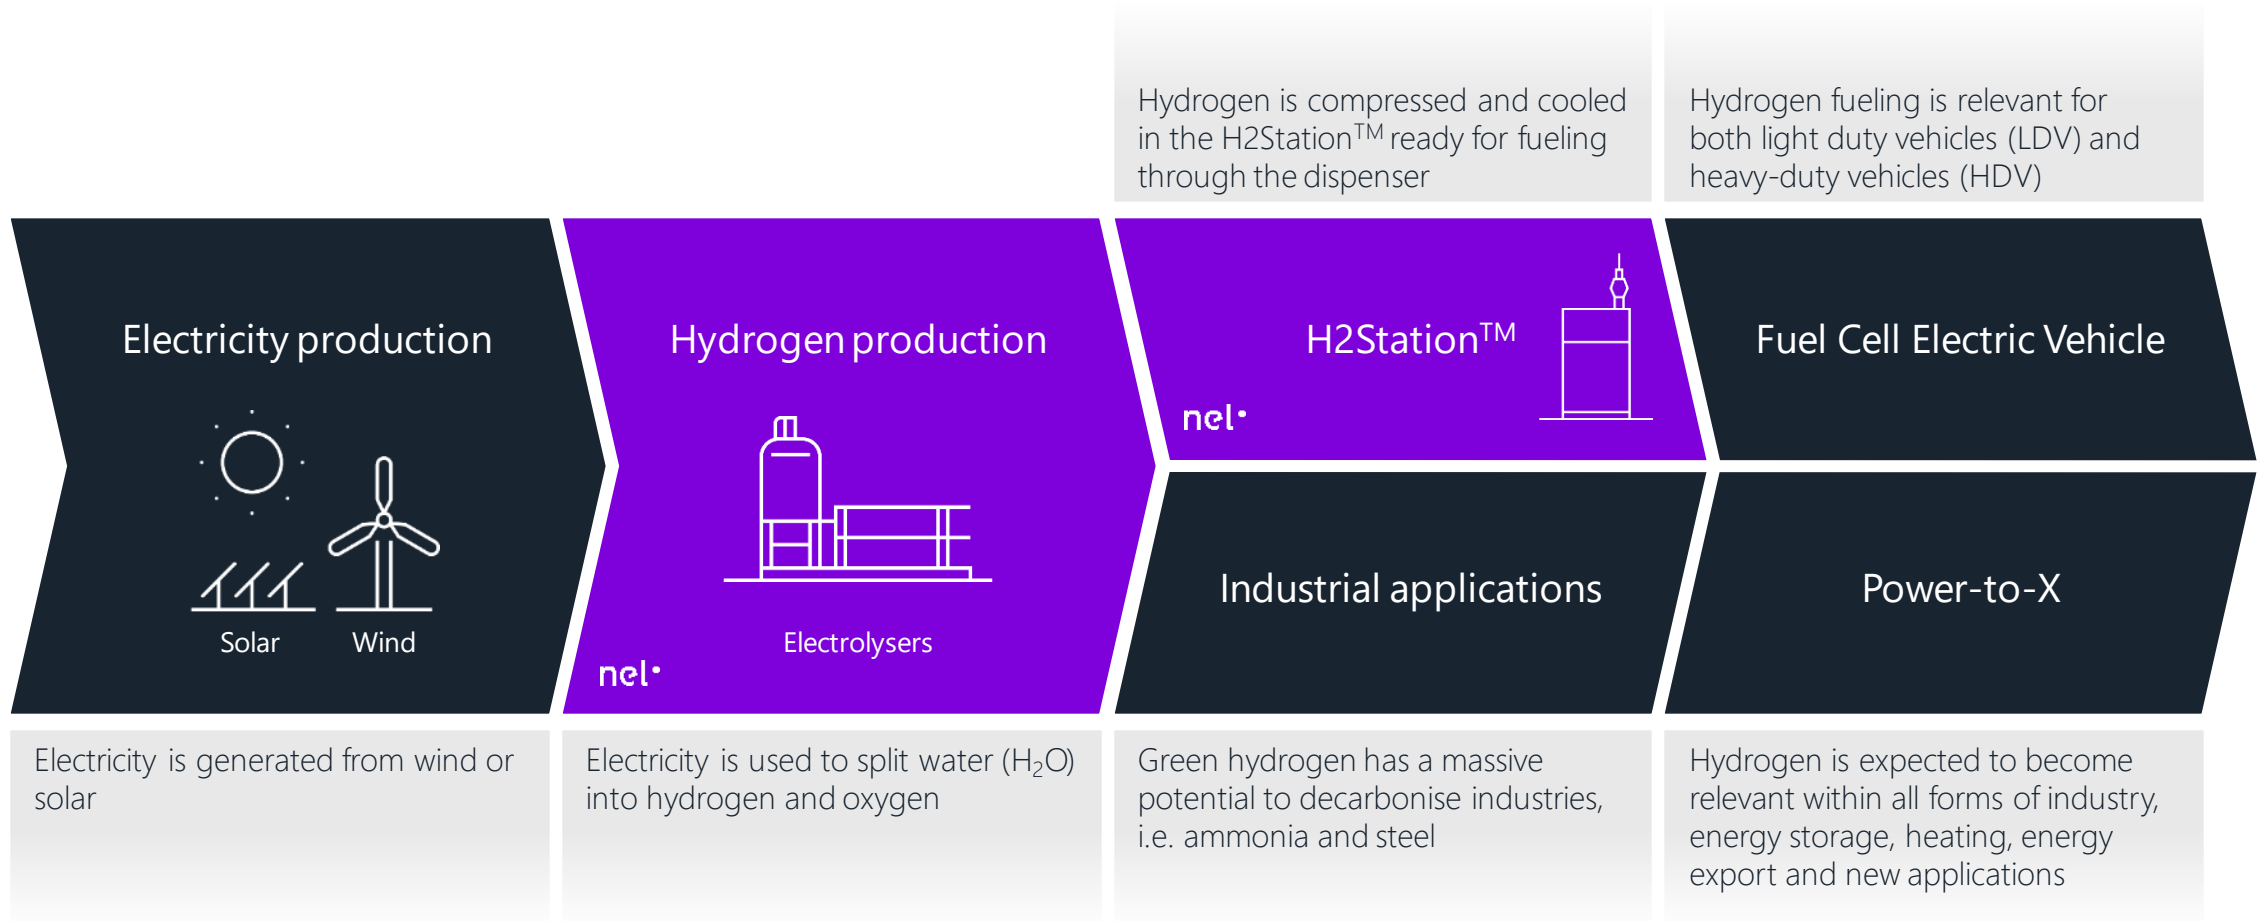 Hydrogen is compressed and cooled
in the H2Station™ ready for fueling
through the dispenser
Hydrogen fueling is relevant for
both light duty vehicles (LDV) and
heavy-duty vehicles (HDV)
Electricity production
Solar
Wind
Hydrogen production
Electrolysers
nel
H2Station™
nel
Fuel Cell Electric Vehicle
Industrial applications
Power-to-X
Electricity is generated from wind or
solar
Electricity is used to split water (H₂O)
into hydrogen and oxygen
Green hydrogen has a massive
potential to decarbonise industries,
i.e. ammonia and steel
Hydrogen is expected to become
relevant within all forms of industry,
energy storage, heating, energy
export and new applications